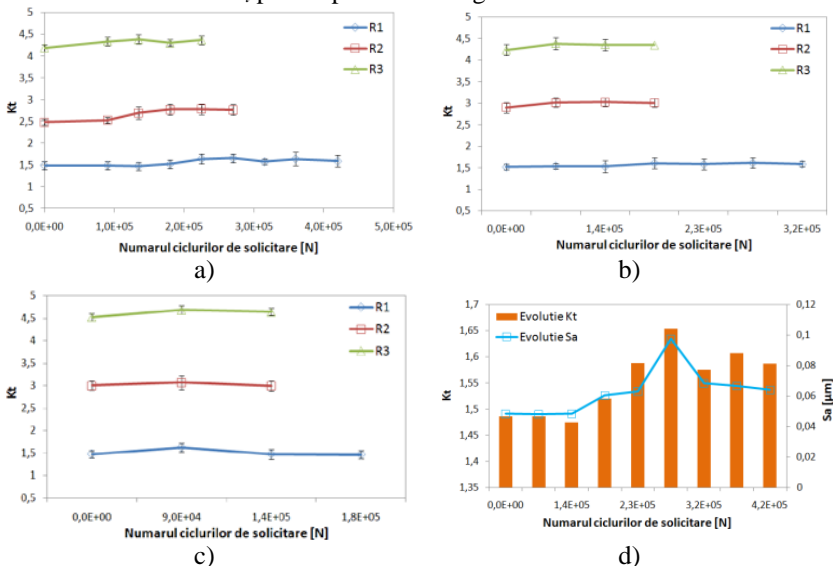 5
4,5
4
3,5
3
2,5
2
1,5
1
0,5
Kt
R1
R2
R3
0,0E+00 1,0E+05 2,0E+05 3,0E+05 4,0E+05 5,0E+05
Numarul ciclurilor de solicitare [N]
a)
5
4,5
4
3,5
3
2,5
2
1,5
1
0,5
Kt
R1
R2
R3
0,0E+00 1,4E+05 2,3E+05 3,2E+05
Numarul ciclurilor de solicitare [N]
b)
5
4,5
4
3,5
3
2,5
2
1,5
1
0,5
Kt
R1
R2
R3
0,0E+00 9,0E+04 1,4E+05 1,8E+05
Numarul ciclurilor de solicitare [N]
c)
1,7
1,65
1,6
1,55
1,5
1,45
1,4
1,35
Kt
Evolutie Kt
Evolutie Sa
0,12
0,1
0,08
0,06
0,04
0,02
0
Sa [µm]
0,0E+00 1,4E+05 2,3E+05 3,2E+05 4,2E+05
Numarul ciclurilor de solicitare [N]
d)